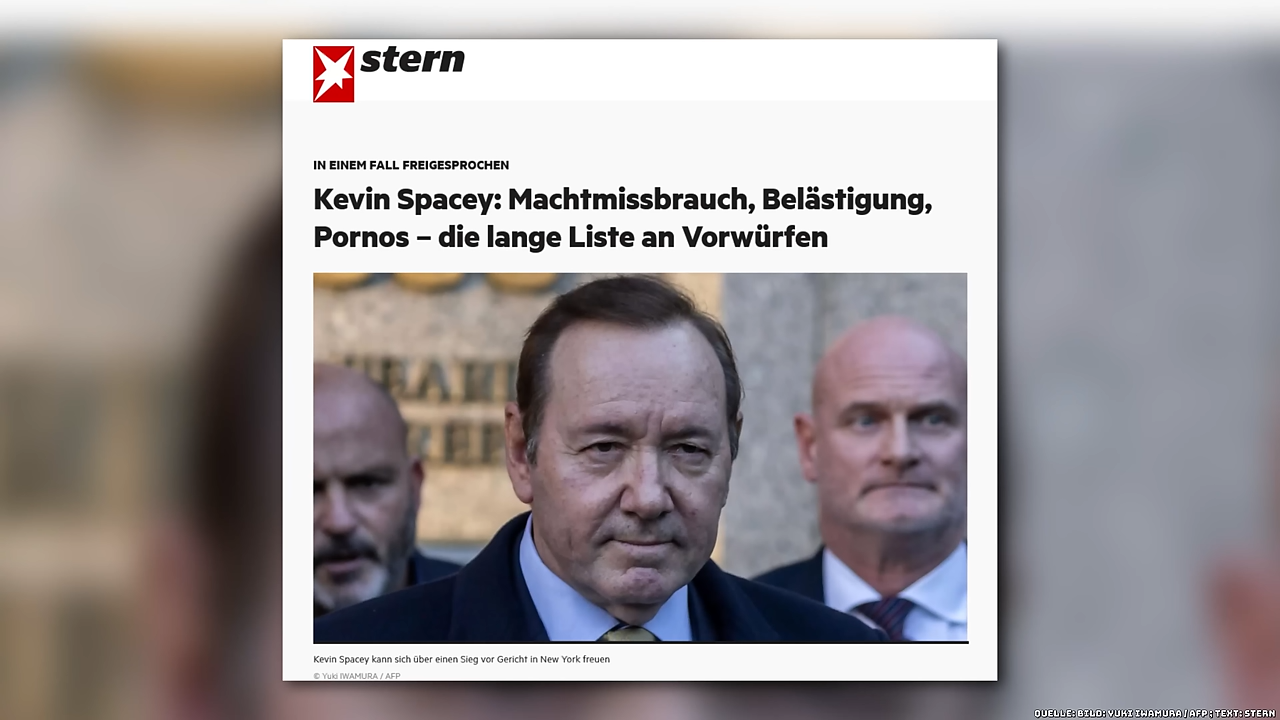 stern
IN EINEM FALL FREIGESPROCHEN
Kevin Spacey: Machtmissbrauch, Belästigung,
Pornos – die lange Liste an Vorwürfen
Kevin Spacey kann sich über einen Sieg vor Gericht in New York freuen
© Yuki IWAMURA / AFP
QUELLE: BILD: YUKI IWAMURA / AFP; TEXT: STERN